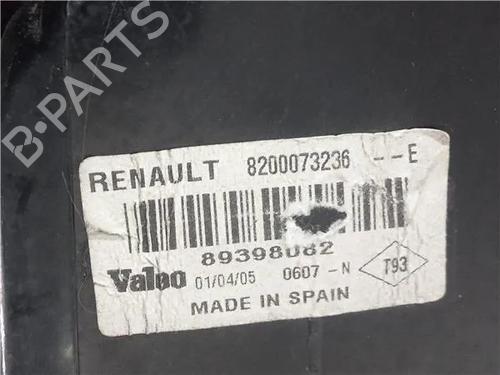 B-PARTS
RENAULT 8200073236 --E
89398082
Valeo 01/04/05 0607 -N T93
MADE IN SPAIN